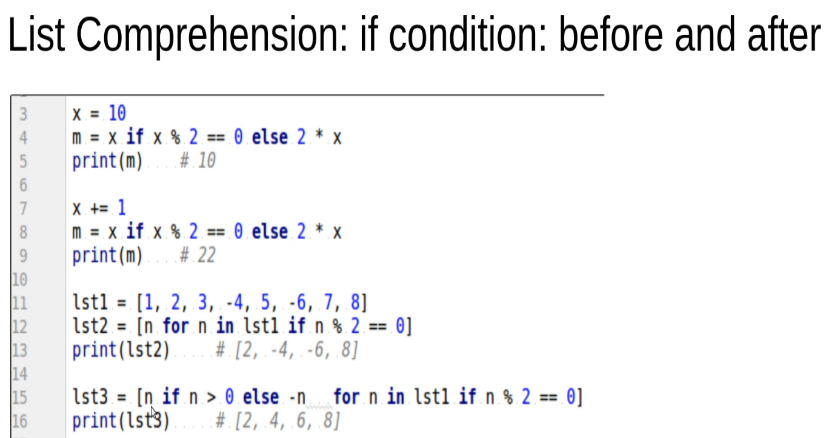 List Comprehension: if condition: before and after
3 x = 10
4 m = x if x % 2 == 0 else 2 * x
5 print(m) # 10
6
7 x += 1
8 m = x if x % 2 == 0 else 2 * x
9 print(m) # 22
10
11 lst1 = [1, 2, 3, -4, 5, -6, 7, 8]
12 lst2 = [n for n in lst1 if n % 2 == 0]
13 print(lst2) # [2, -4, -6, 8]
14
15 lst3 = [n if n > 0 else -n for n in lst1 if n % 2 == 0]
16 print(lst3) # [2, 4, 6, 8]